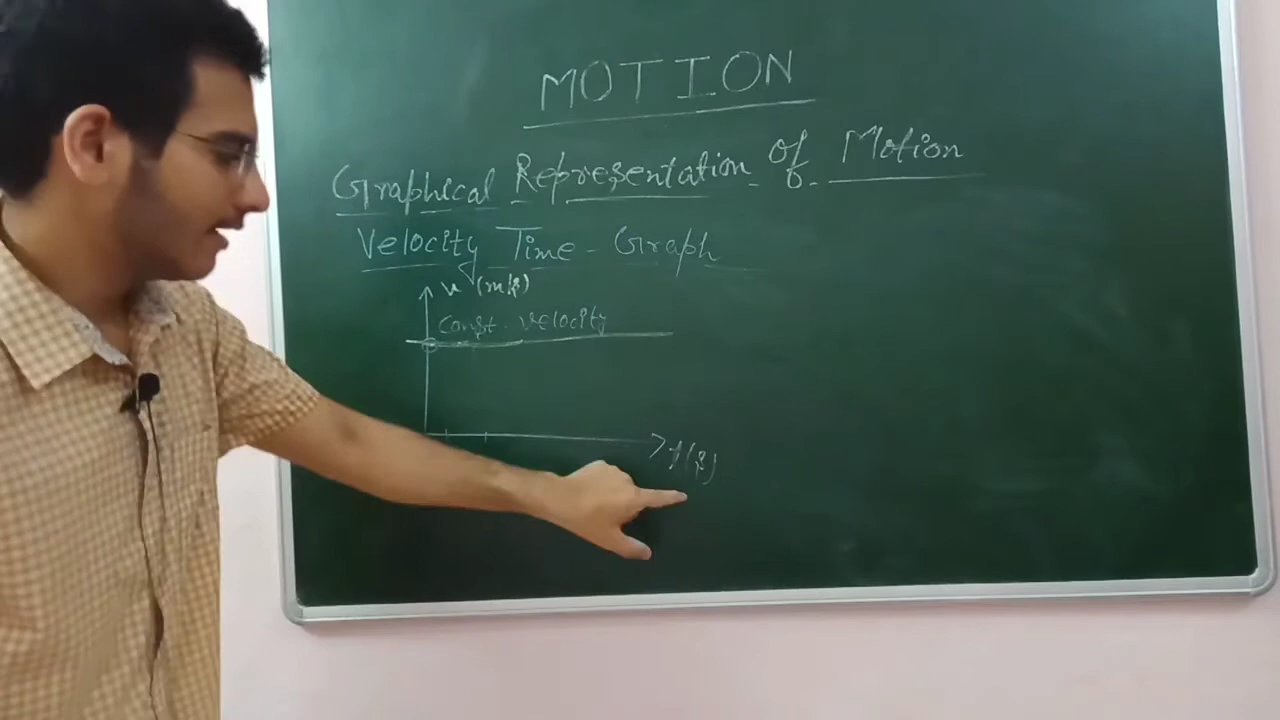 MOTION
Graphical Representation of Motion
Velocity Time - Graph
v (m/s)
const. velocity
t(s)